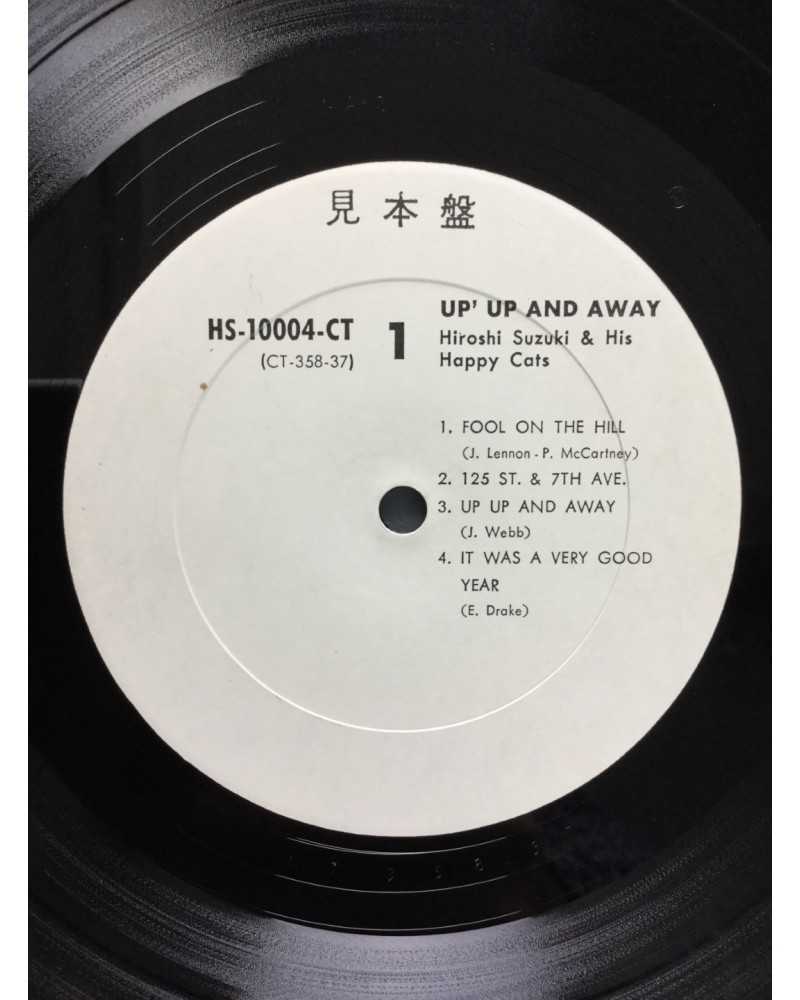 見本盤
HS-10004-CT
(CT-358-37)
1
UP' UP AND AWAY
Hiroshi Suzuki & His
Happy Cats
1. FOOL ON THE HILL
(J. Lennon - P. McCartney)
2. 125 ST. & 7TH AVE.
3. UP UP AND AWAY
(J. Webb)
4. IT WAS A VERY GOOD
YEAR
(E. Drake)